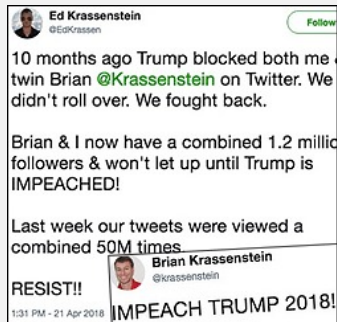 Ed Krassenstein
@EdKrassen
Follow
10 months ago Trump blocked both me
twin Brian @Krassenstein on Twitter. We
didn't roll over. We fought back.
Brian & I now have a combined 1.2
followers & won't let up until Trump is
IMPEACHED!
Last week our tweets were viewed a
combined 50M times
RESIST!!
1:31 PM - 21 Apr 2018
Brian Krassenstein
@krassenstein
IMPEACH TRUMP 2018!